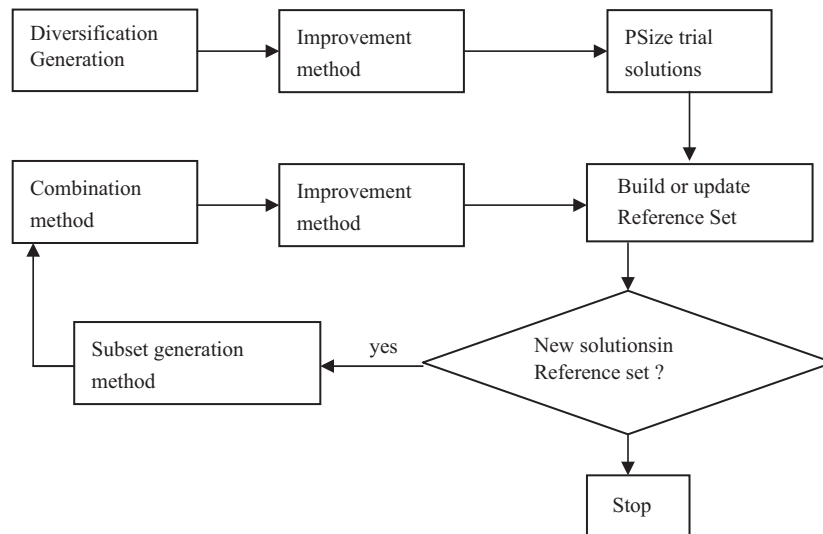 Diversification
Generation
Improvement
method
PSize trial
solutions
Combination
method
Improvement
method
Build or update
Reference Set
Subset generation
method
yes
New solutionsin
Reference set ?
Stop